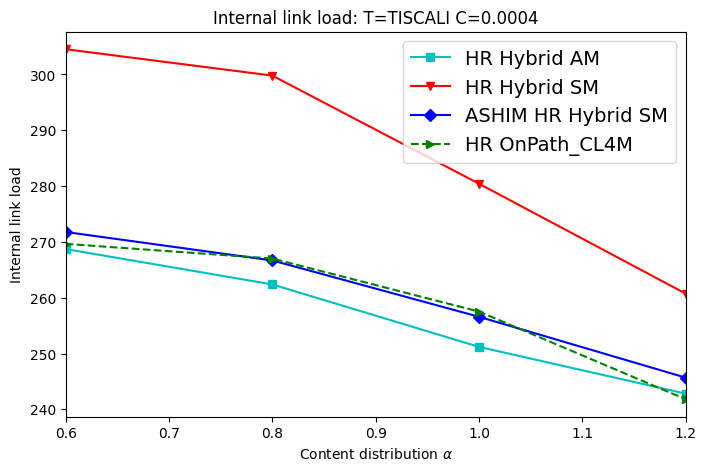 Internal link load: T=TISCALI C=0.0004
HR Hybrid AM
HR Hybrid SM
ASHIM HR Hybrid SM
HR OnPath_CL4M
Internal link load
300
290
280
270
260
250
240
0.6 0.7 0.8 0.9 1.0 1.1 1.2
Content distribution α